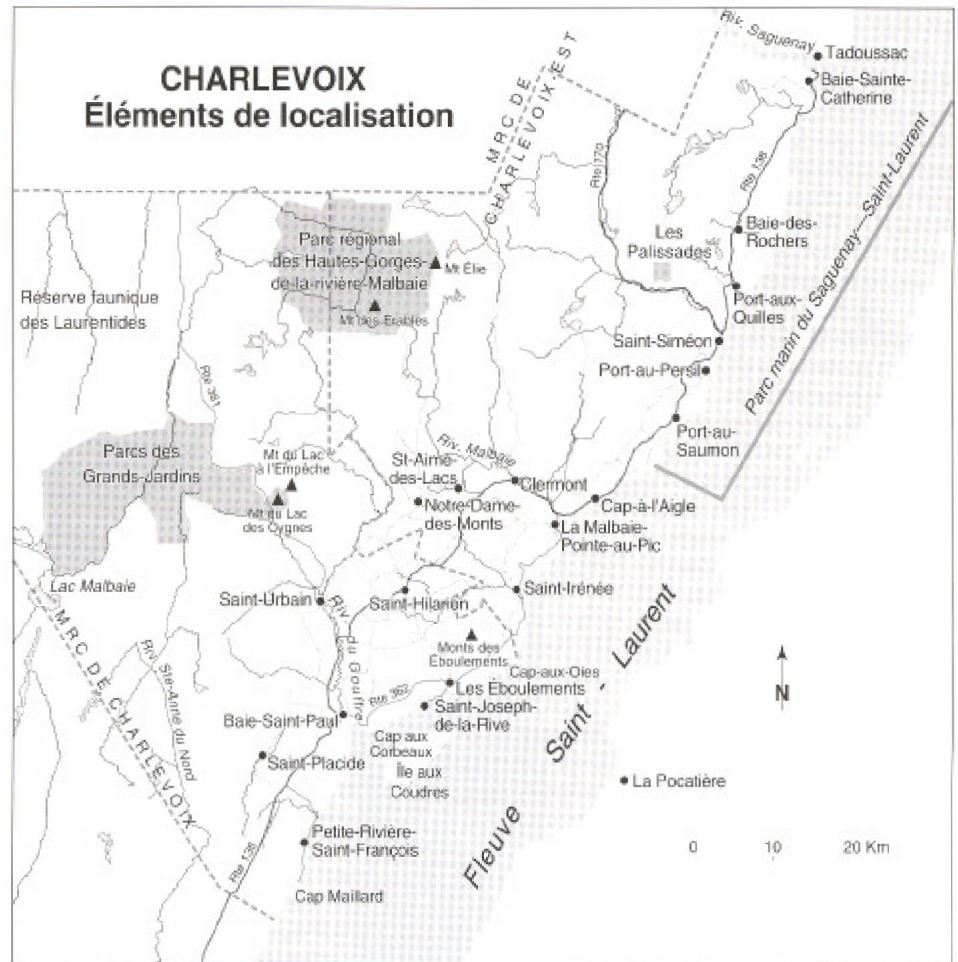 CHARLEVOIX
Éléments de localisation
Riv. Saguenay
Tadoussac
Baie-Sainte-
Catherine
MRC DE
CHARLEVOIX EST
Rte 170
Rte 138
Parc marin du Saguenay—Saint-Laurent
Baie-des-
Rochers
Les
Palissades
Parc régional
des Hautes-Gorges-
de-la-rivière-Malbaie
Mt Élie
Mt des Erables
Réserve faunique
des Laurentides
Port-aux-
Quilles
Saint-Siméon
Port-au-Persil
Rte 381
Port-au-
Saumon
Parcs des
Grands-Jardins
Mt du Lac
à l'Empêche
Mt du Lac
des Cygnes
Riv. Malbaie
St-Aimé-
des-Lacs
Clermont
Notre-Dame-
des-Monts
Cap-à-l'Aigle
La Malbaie-
Pointe-au-Pic
Lac Malbaie
Saint-Urbain
Riv. du Gouffre
Saint-Hilarion
Saint-Irénée
MRC DE CHARLEVOIX
Riv. Ste-Anne du Nord
Monts des
Éboulements
Cap-aux-Oies
Fleuve Saint-Laurent
N
Rte 362
Les Éboulements
Saint-Joseph-
de-la-Rive
Baie-Saint-Paul
Cap aux
Corbeaux
Saint-Placide
Île aux
Coudres
La Pocatière
Petite-Rivière-
Saint-François
0 10 20 Km
Rte 138
Cap Maillard